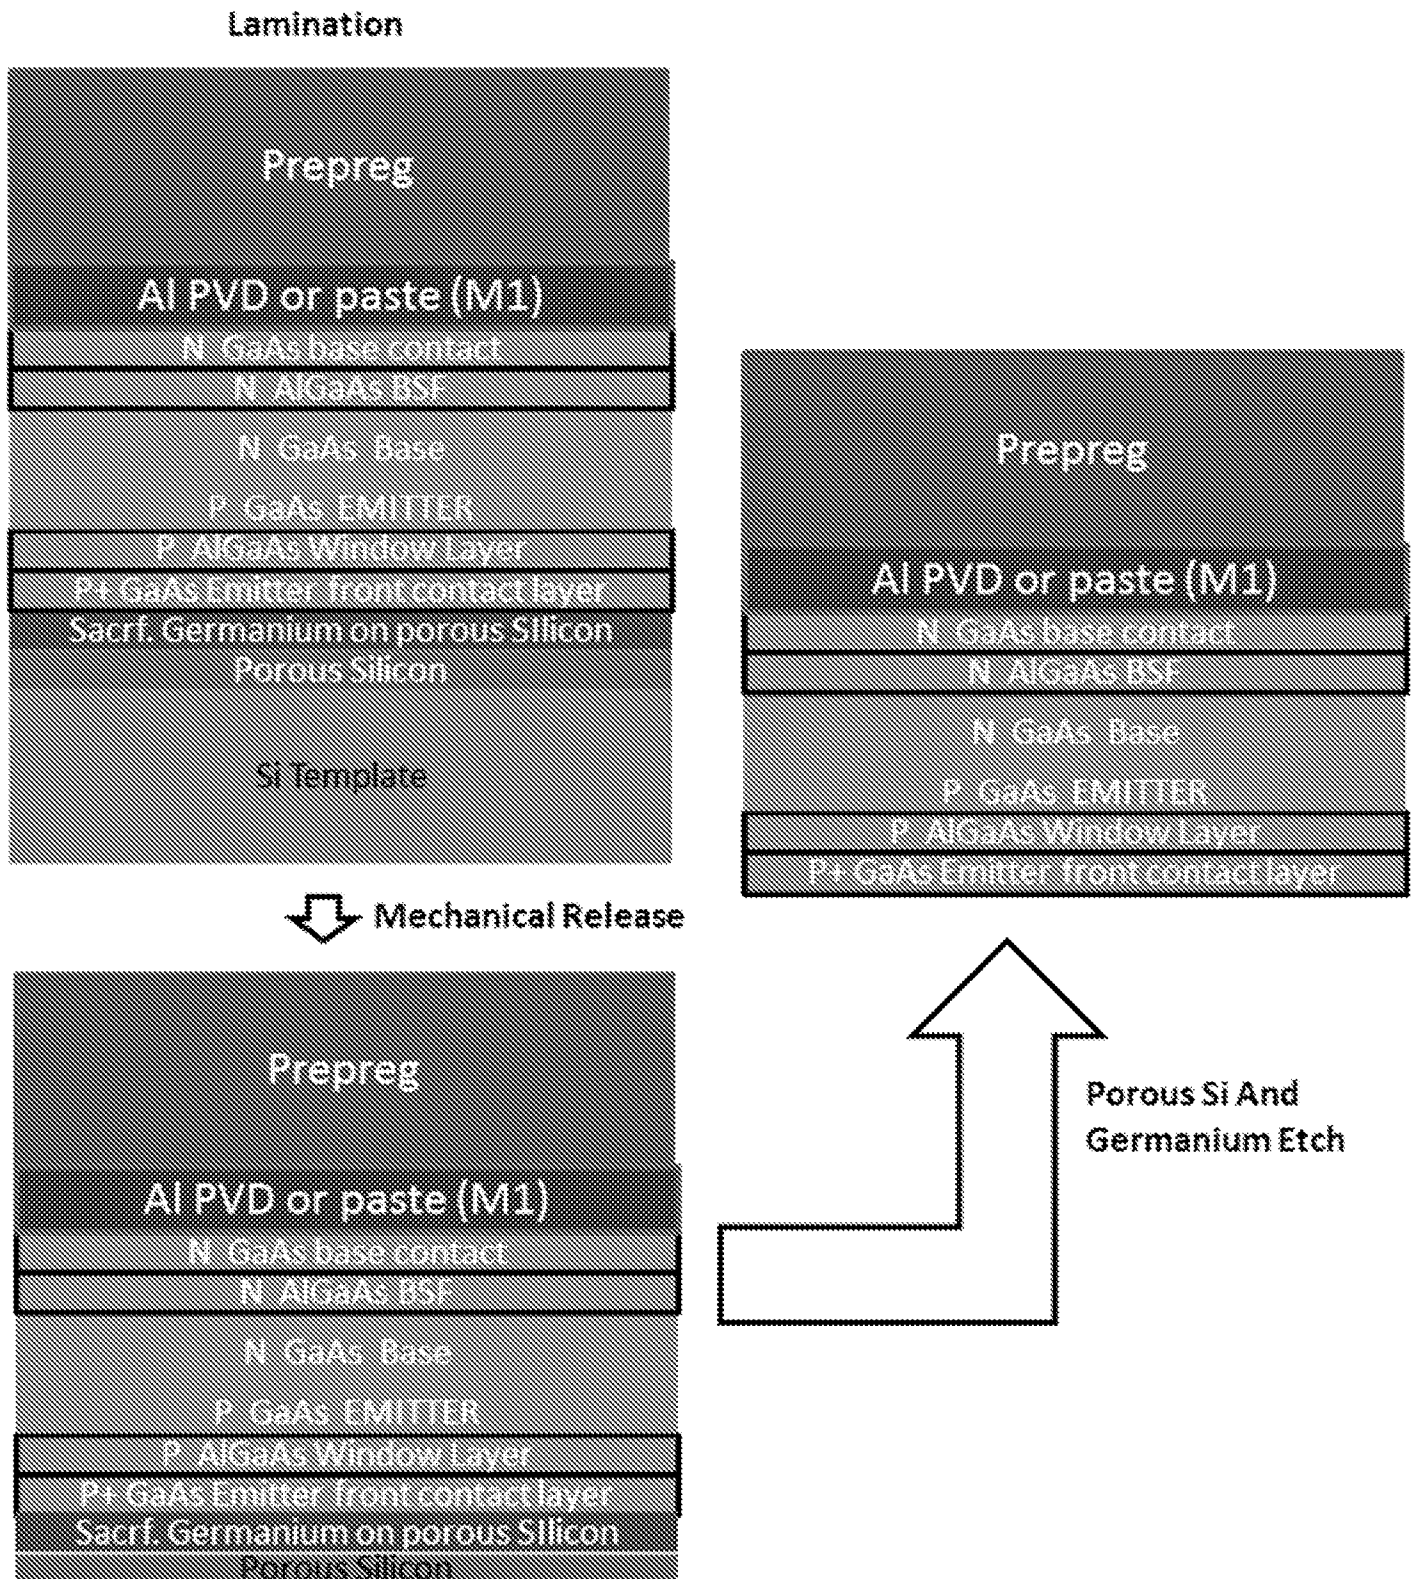 Lamination
Prepreg
Al PVD or paste (M1)
N GaAs base contact
N AlGaAs BSF
N GaAs Base
P GaAs EMITTER
P AlGaAs Window Layer
P+ GaAs Emitter front contact layer
Sacrf. Germanium on porous SIlicon
Porous Silicon
Si Template
Mechanical Release
Prepreg
Al PVD or paste (M1)
N GaAs base contact
N AlGaAs BSF
N GaAs Base
P GaAs EMITTER
P AlGaAs Window Layer
P+ GaAs Emitter front contact layer
Sacrf. Germanium on porous SIlicon
Porous Silicon
Porous Si And
Germanium Etch
Prepreg
Al PVD or paste (M1)
N GaAs base contact
N AlGaAs BSF
N GaAs Base
P GaAs EMITTER
P AlGaAs Window Layer
P+ GaAs Emitter front contact layer